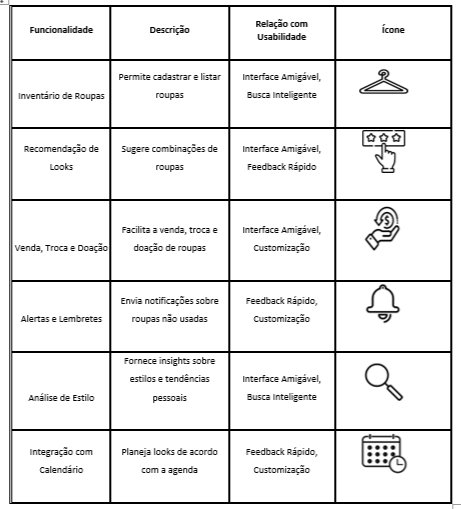 Funcionalidade
Descrição
Relação com
Usabilidade
Ícone
Inventário de Roupas
Permite cadastrar e listar
roupas
Interface Amigável,
Busca Inteligente
Recomendação de
Looks
Sugere combinações de
roupas
Interface Amigável,
Feedback Rápido
Venda, Troca e Doação
Facilita a venda, troca e
doação de roupas
Interface Amigável,
Customização
Alertas e Lembretes
Envia notificações sobre
roupas não usadas
Feedback Rápido,
Customização
Análise de Estilo
Fornece insights sobre
estilos e tendências
pessoais
Interface Amigável,
Busca Inteligente
Integração com
Calendário
Planeja looks de acordo
com a agenda
Feedback Rápido,
Customização